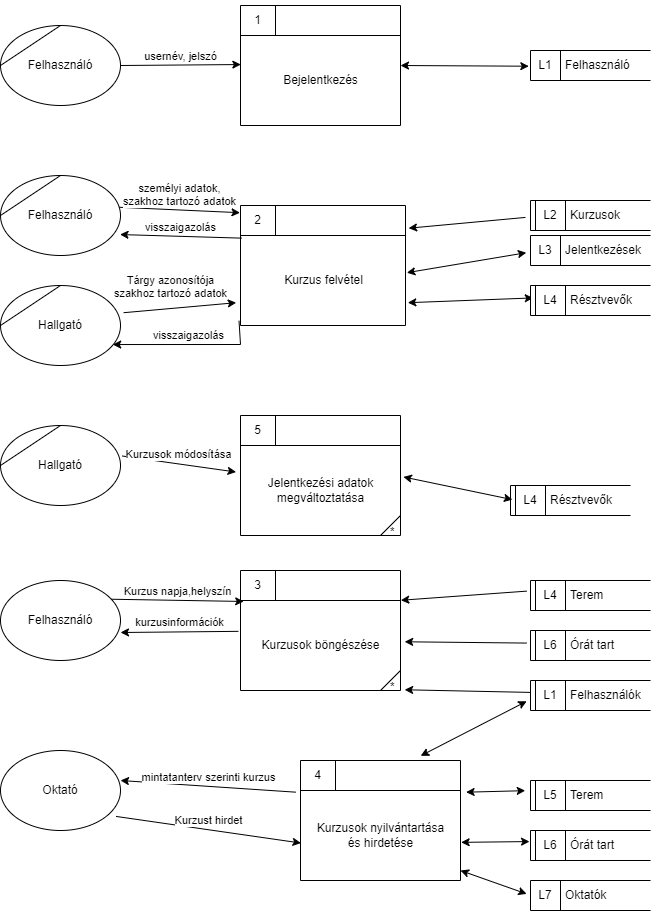 1
Felhasználó
usernév, jelszó
Bejelentkezés
L1
Felhasználó
Felhasználó
személyi adatok,
szakhoz tartozó adatok
visszaigazolás
2
Kurzus felvétel
L2
Kurzusok
L3
Jelentkezések
L4
Résztvevők
Hallgató
Tárgy azonosítója
szakhoz tartozó adatok
visszaigazolás
Hallgató
Kurzusok módosítása
5
Jelentkezési adatok
megváltoztatása
*
L4
Résztvevők
Felhasználó
Kurzus napja,helyszín
kurzusinformációk
3
Kurzusok böngészése
*
L4
Terem
L6
Órát tart
L1
Felhasználók
Oktató
mintatanterv szerinti kurzus
Kurzust hirdet
4
Kurzusok nyilvántartása
és hirdetése
L5
Terem
L6
Órát tart
L7
Oktatók